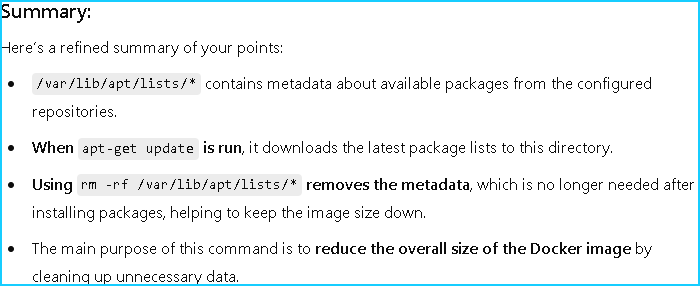 Summary:
Here's a refined summary of your points:
• /var/lib/apt/lists/* contains metadata about available packages from the configured
repositories.
• When apt-get update is run, it downloads the latest package lists to this directory.
• Using rm -rf /var/lib/apt/lists/* removes the metadata, which is no longer needed after
installing packages, helping to keep the image size down.
• The main purpose of this command is to reduce the overall size of the Docker image by
cleaning up unnecessary data.